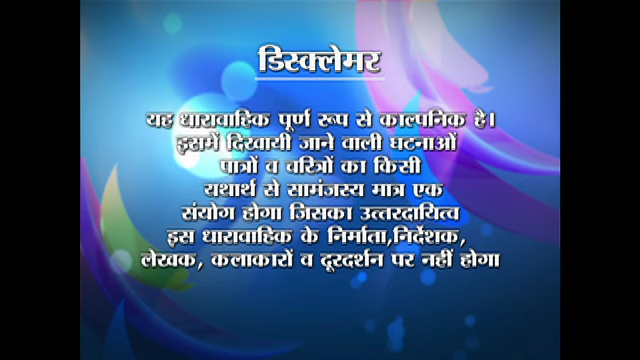 डिस्क्लेमर
यह धारावाहिक पूर्ण रूप से काल्पनिक है।
इसमें दिखायी जाने वाली घटनाओं
पात्रों व चरित्रों का किसी
यथार्थ से सामंजस्य मात्र एक
संयोग होगा जिसका उत्तरदायित्व
इस धारावाहिक के निर्माता,निर्देशक,
लेखक, कलाकारों व दूरदर्शन पर नहीं होगा